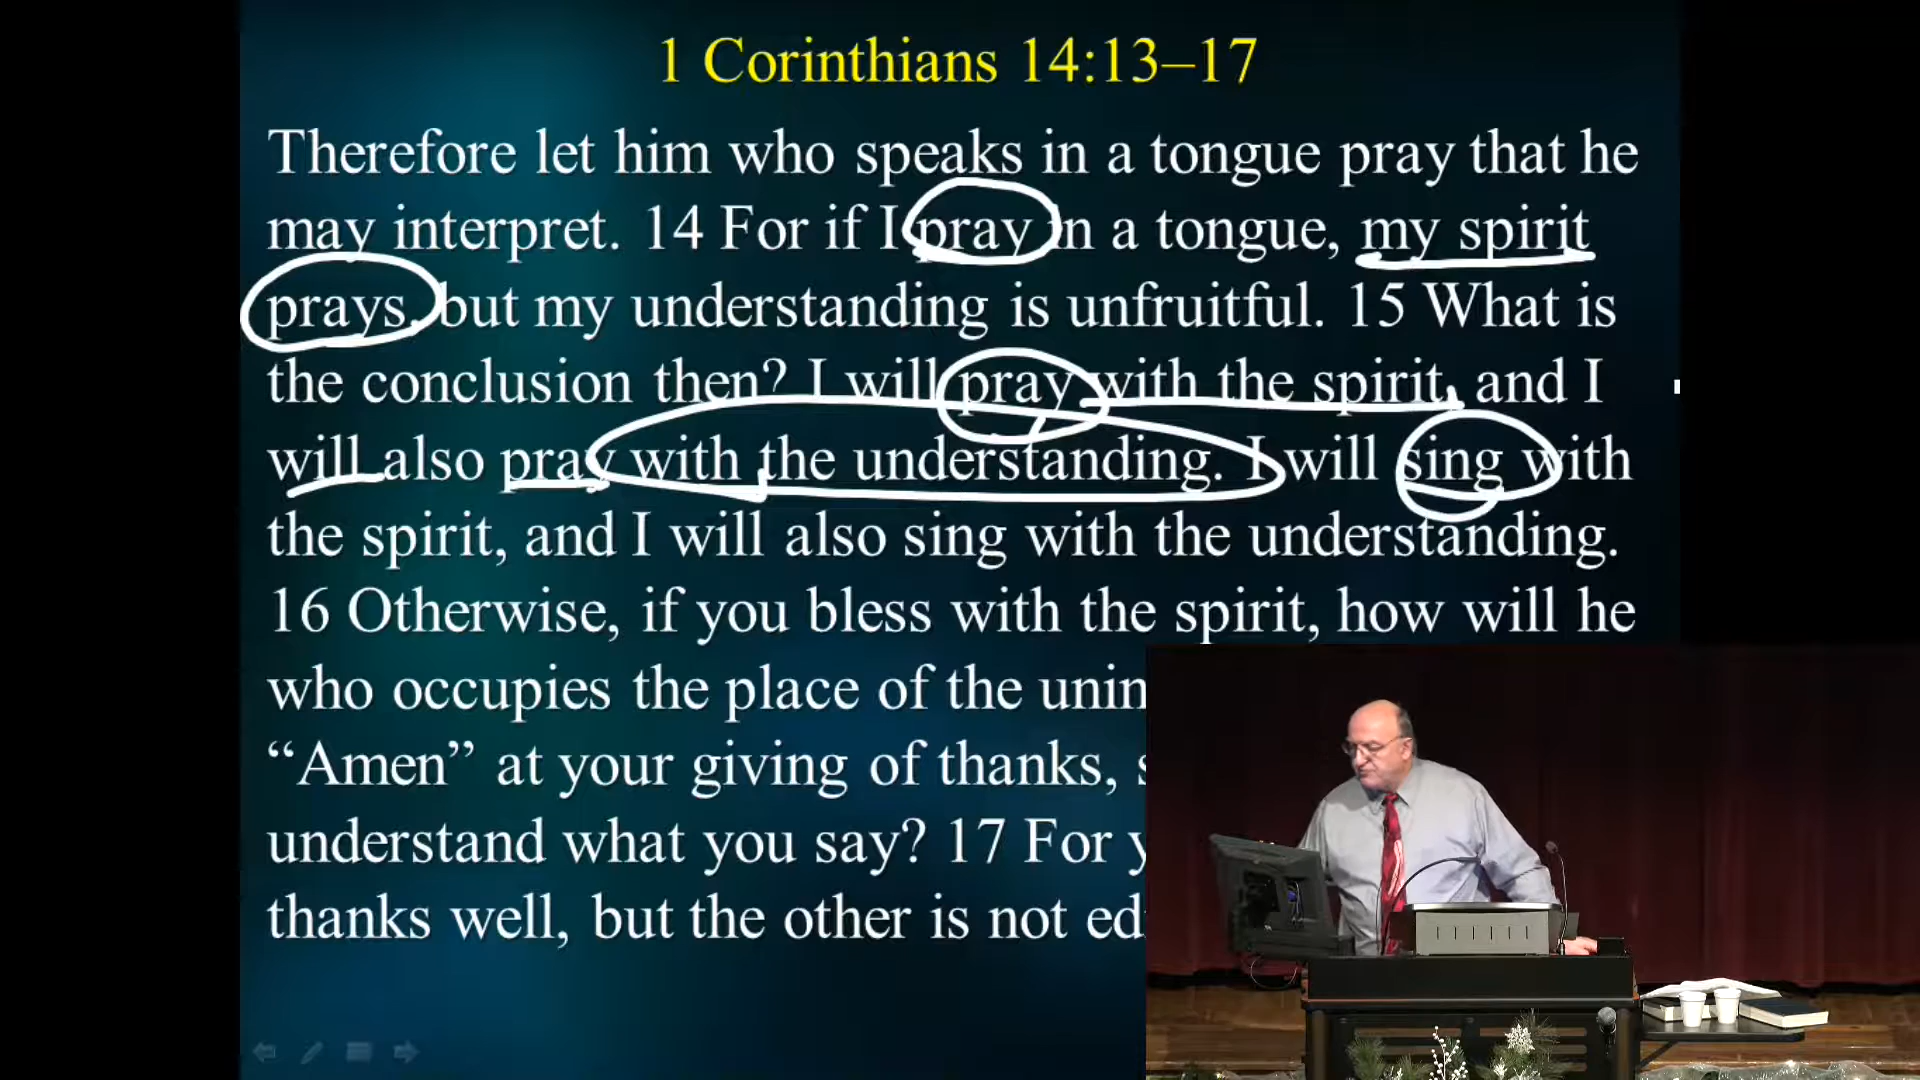 1 Corinthians 14:13–17
Therefore let him who speaks in a tongue pray that he
may interpret. 14 For if I pray in a tongue, my spirit
prays, but my understanding is unfruitful. 15 What is
the conclusion then? I will pray with the spirit, and I
will also pray with the understanding. I will sing with
the spirit, and I will also sing with the understanding.
16 Otherwise, if you bless with the spirit, how will he
who occupies the place of the unin
“Amen” at your giving of thanks, s
understand what you say? 17 For y
thanks well, but the other is not ed